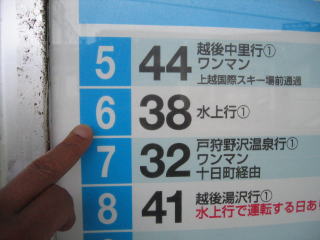 5 44 越後中里行①
ワンマン
上越国際スキー場前通過
6 38 水上行①
7 32 戸狩野沢温泉行①
ワンマン
十日町経由
8 41 越後湯沢行①
水上行で運転する日あ